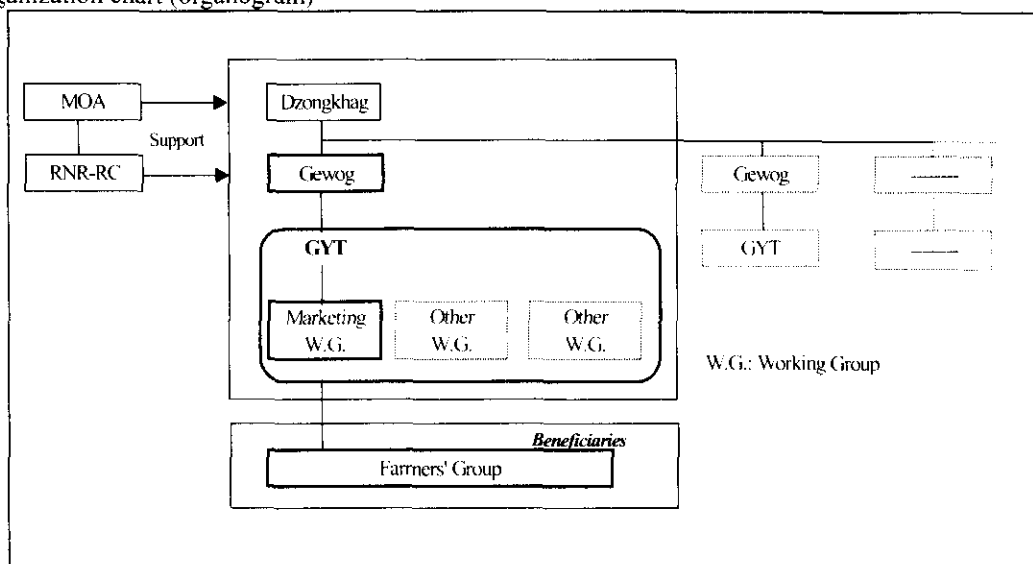 ganization chart (organogram)
MOA
Dzongkhag
Support
RNR-RC
Gewog
Gewog
GYT
GYT
Marketing
W.G.
Other
W.G.
Other
W.G.
W.G.: Working Group
Beneficiaries
Farmers' Group